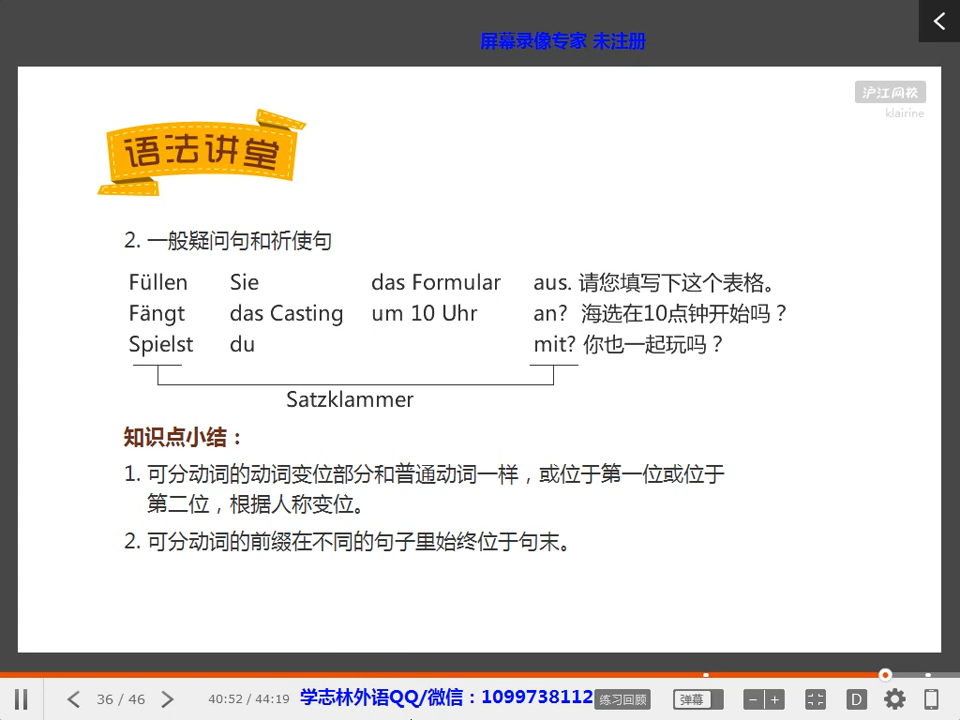 屏幕录像专家 未注册
沪江网校
klairine
语法讲堂
2. 一般疑问句和祈使句
Füllen Sie das Formular aus. 请您填写下这个表格。
Fängt das Casting um 10 Uhr an? 海选在10点钟开始吗？
Spielst du mit? 你也一起玩吗？
Satzklammer
知识点小结：
1. 可分动词的动词变位部分和普通动词一样，或位于第一位或位于
第二位，根据人称变位。
2. 可分动词的前缀在不同的句子里始终位于句末。
36 / 46 40:52 / 44:19 学志林外语QQ/微信：1099738112 练习回顾 弹幕 D